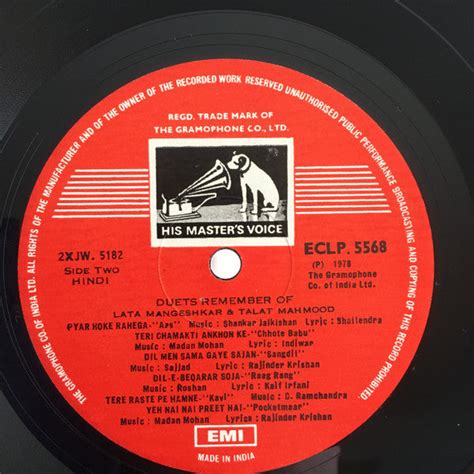 THE GRAMOPHONE CO. OF INDIA LTD. ALL RIGHTS OF THE MANUFACTURER AND OF THE OWNER OF THE RECORDED WORK RESERVED UNAUTHORISED PUBLIC PERFORMANCE BROADCASTING AND COPYING OF THIS RECORD PROHIBITED.
REGD. TRADE MARK OF
THE GRAMOPHONE CO., LTD.
HIS MASTER'S VOICE
2XJW. 5182
SIDE TWO
HINDI
ECLP. 5568
(P) 1978
The Gramophone
Co. of India Ltd.
DUETS REMEMBER OF
LATA MANGESHKAR & TALAT MAHMOOD
PYAR HOKE RAHEGA-"Ars" Music : Shankar Jaikishan Lyric : Shailendra
TERI CHAMAKTI ANKHON KE-"Chhote Babu"
Music : Madan Mohan Lyric : Indiwar
DIL MEN SAMA GAYE SAJAN-"Sangdil"
Music : Sajjad Lyric : Rajinder Krishan
DIL-E-BEQARAR SOJA-"Raag Rang"
Music : Roshan Lyric : Kaif Irfani
TERE RASTE PE HAMNE-"Kavi" Music : C. Ramchandra
Lyric : Rajinder Krishan
YEH NAI NAI PREET HAI-"Pocketmaar"
Music : Madan Mohan Lyric : Rajinder Krishan
EMI
MADE IN INDIA